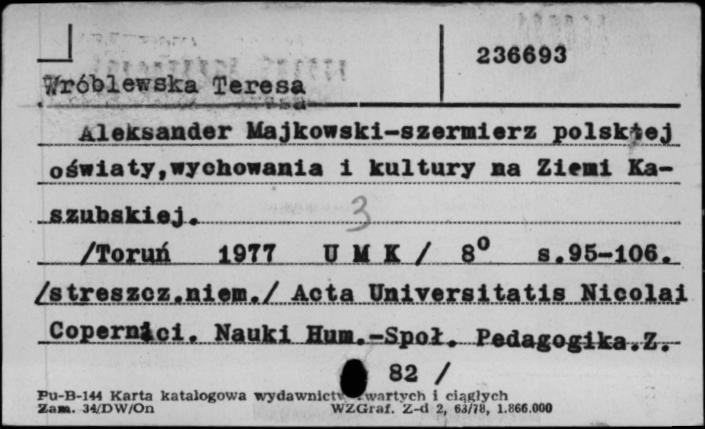 236693
Wróblewska Teresa
Aleksander Majkowski-szermierz polskiej
oświaty,wychowania i kultury na Ziemi Ka-
szubskiej.
3
/Toruń 1977 U M K / 8⁰ s.95-106.
/streszcz.niem./ Acta Universitatis Nicolai
Copernici. Nauki Hum.-Społ. Pedagogika.Z.
82 /
Pu-B-144 Karta katalogowa wydawnictw zwartych i ciągłych
Zam. 34/DW/On WZGraf. Z-d 2, 63/78, 1.866.000